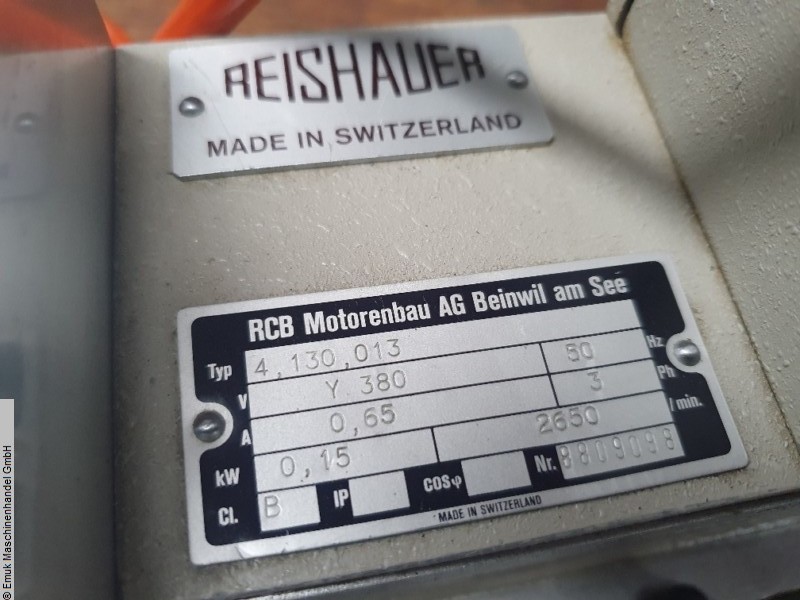 REISHAUER
MADE IN SWITZERLAND
RCB Motorenbau AG Beinwil am See
Typ 4,130,013 50 Hz
V Y 380 3 Ph.
A 0,65
kW 0,15 2650 /min.
Cl. B IP cosφ Nr. 8809098
MADE IN SWITZERLAND
© Emuk Maschinenhandel GmbH